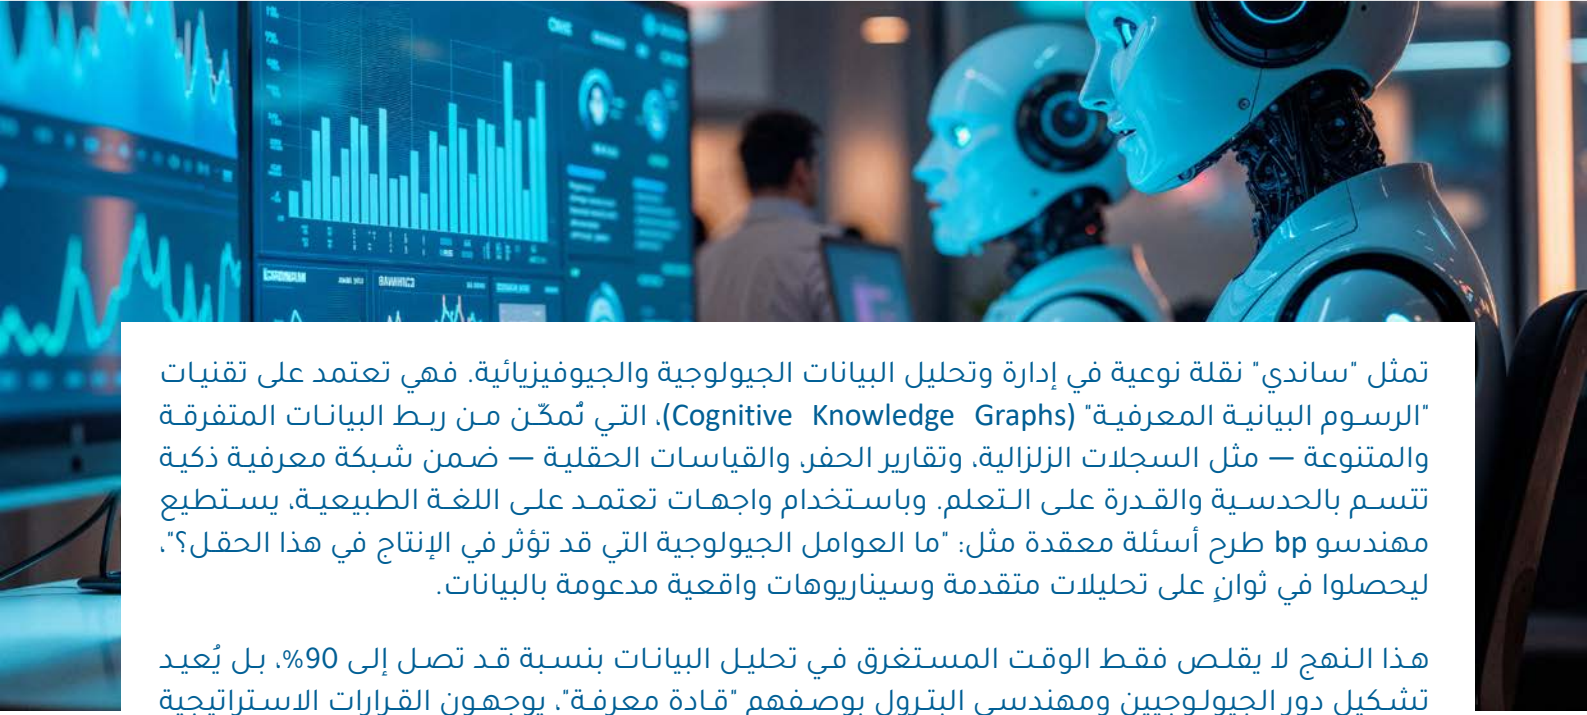 تمثل "ساندي" نقلة نوعية في إدارة وتحليل البيانات الجيولوجية والجيوفيزيائية. فهي تعتمد على تقنيات
"الرسوم البيانية المعرفية" (Cognitive Knowledge Graphs)، التي تُمكّن من ربط البيانات المتفرقة
والمتنوعة — مثل السجلات الزلزالية، وتقارير الحفر، والقياسات الحقلية — ضمن شبكة معرفية ذكية
تتسم بالحدسية والقدرة على التعلم. وباستخدام واجهات تعتمد على اللغة الطبيعية، يستطيع
مهندسو bp طرح أسئلة معقدة مثل: "ما العوامل الجيولوجية التي قد تؤثر في الإنتاج في هذا الحقل؟"،
ليحصلوا في ثوانٍ على تحليلات متقدمة وسيناريوهات واقعية مدعومة بالبيانات.
هذا النهج لا يقلص فقط الوقت المستغرق في تحليل البيانات بنسبة قد تصل إلى 90%، بل يُعيد
تشكيل دور الجيولوجيين ومهندسي البترول بوصفهم "قادة معرفة"، يوجهون القرارات الاستراتيجية